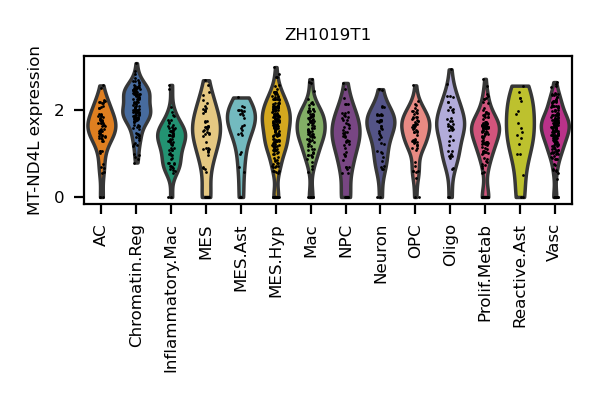 ZH1019T1
MT-ND4L expression
2
0
AC
Chromatin.Reg
Inflammatory.Mac
MES
MES.Ast
MES.Hyp
Mac
NPC
Neuron
OPC
Oligo
Prolif.Metab
Reactive.Ast
Vasc